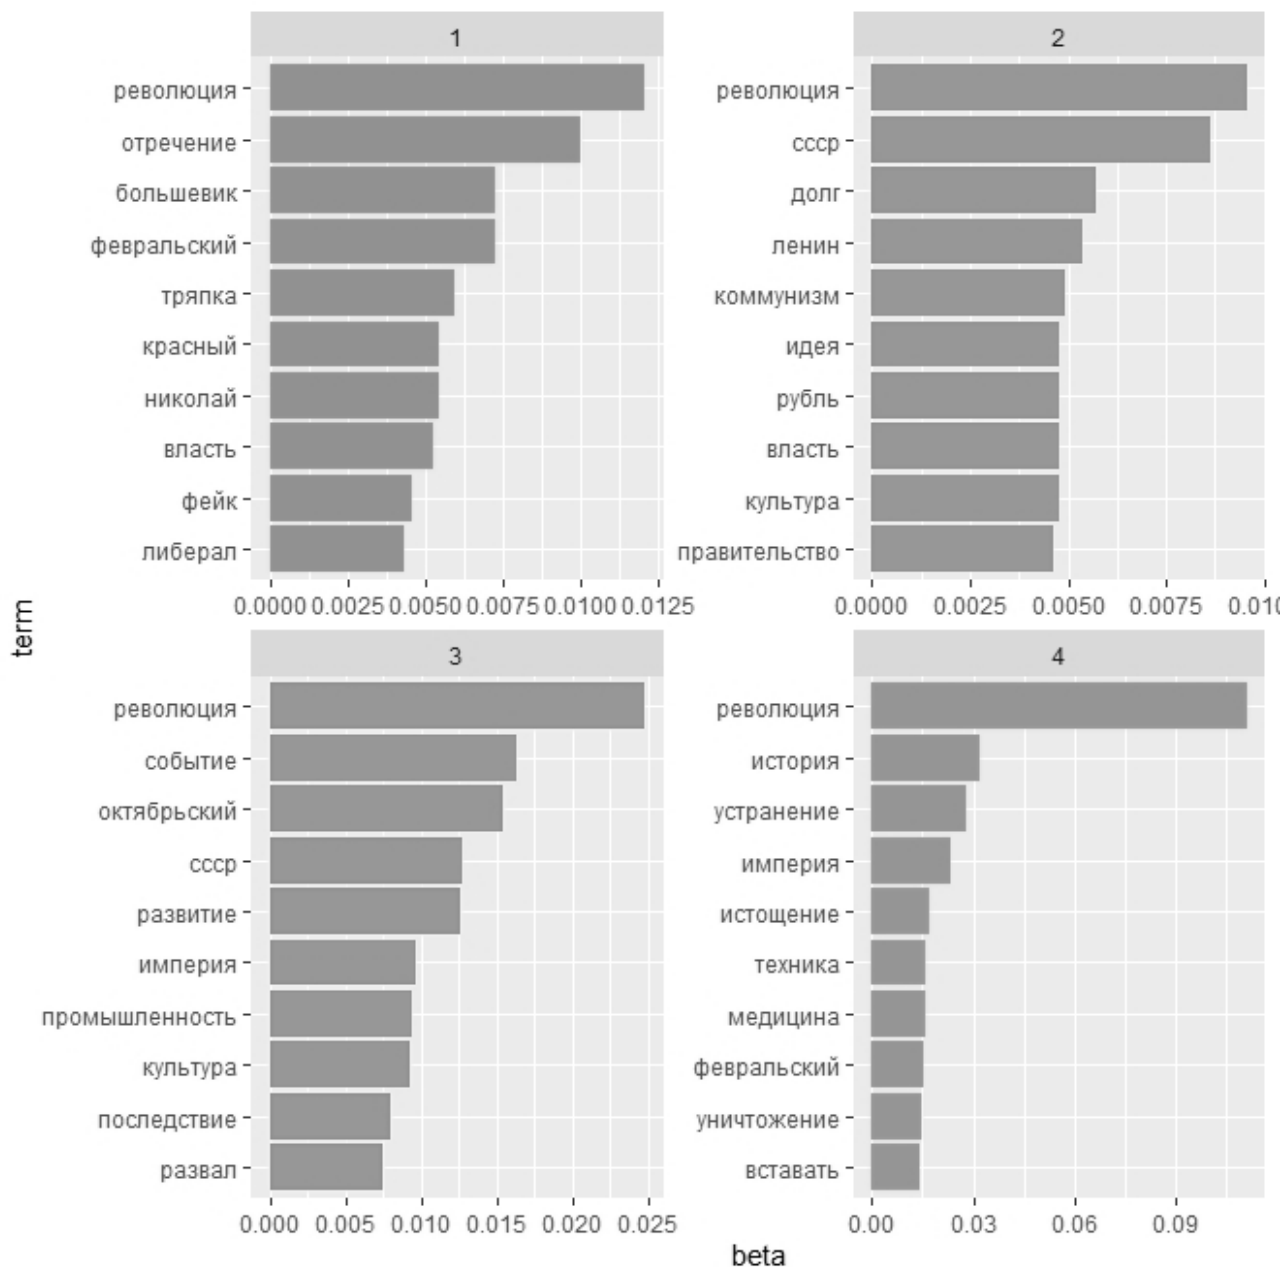 1
революция
отречение
большевик
февральский
тряпка
красный
николай
власть
фейк
либерал
0.0000 0.0025 0.0050 0.0075 0.0100 0.0125
2
революция
ссср
долг
ленин
коммунизм
идея
рубль
власть
культура
правительство
0.0000 0.0025 0.0050 0.0075 0.010
term
3
революция
событие
октябрьский
ссср
развитие
империя
промышленность
культура
последствие
развал
0.000 0.005 0.010 0.015 0.020 0.025
4
революция
история
устранение
империя
истощение
техника
медицина
февральский
уничтожение
вставать
0.00 0.03 0.06 0.09
beta